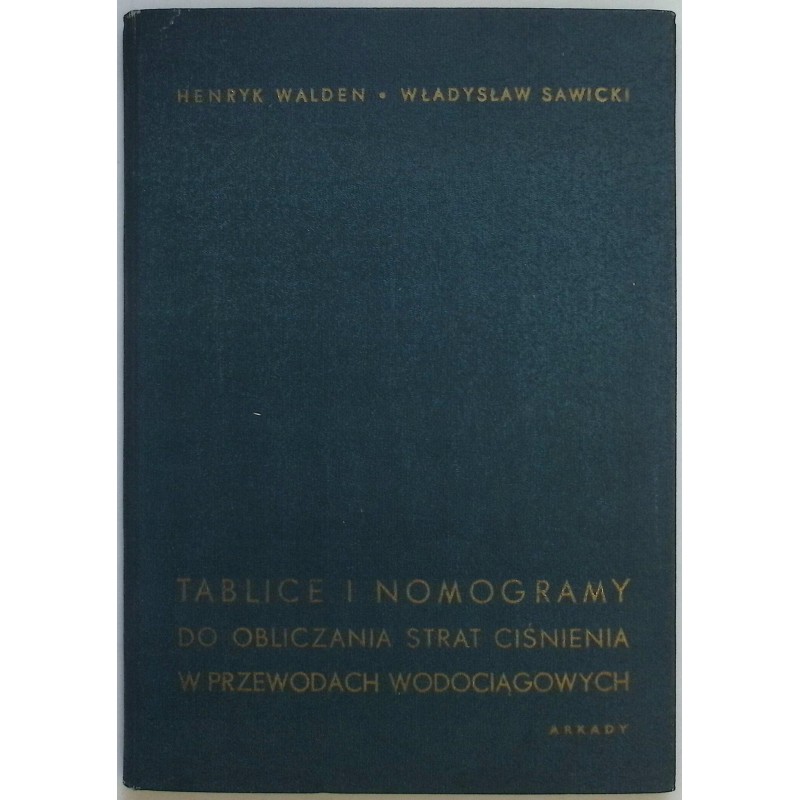 HENRYK WALDEN • WŁADYSŁAW SAWICKI
TABLICE I NOMOGRAMY
DO OBLICZANIA STRAT CIŚNIENIA
W PRZEWODACH WODOCIĄGOWYCH
ARKADY